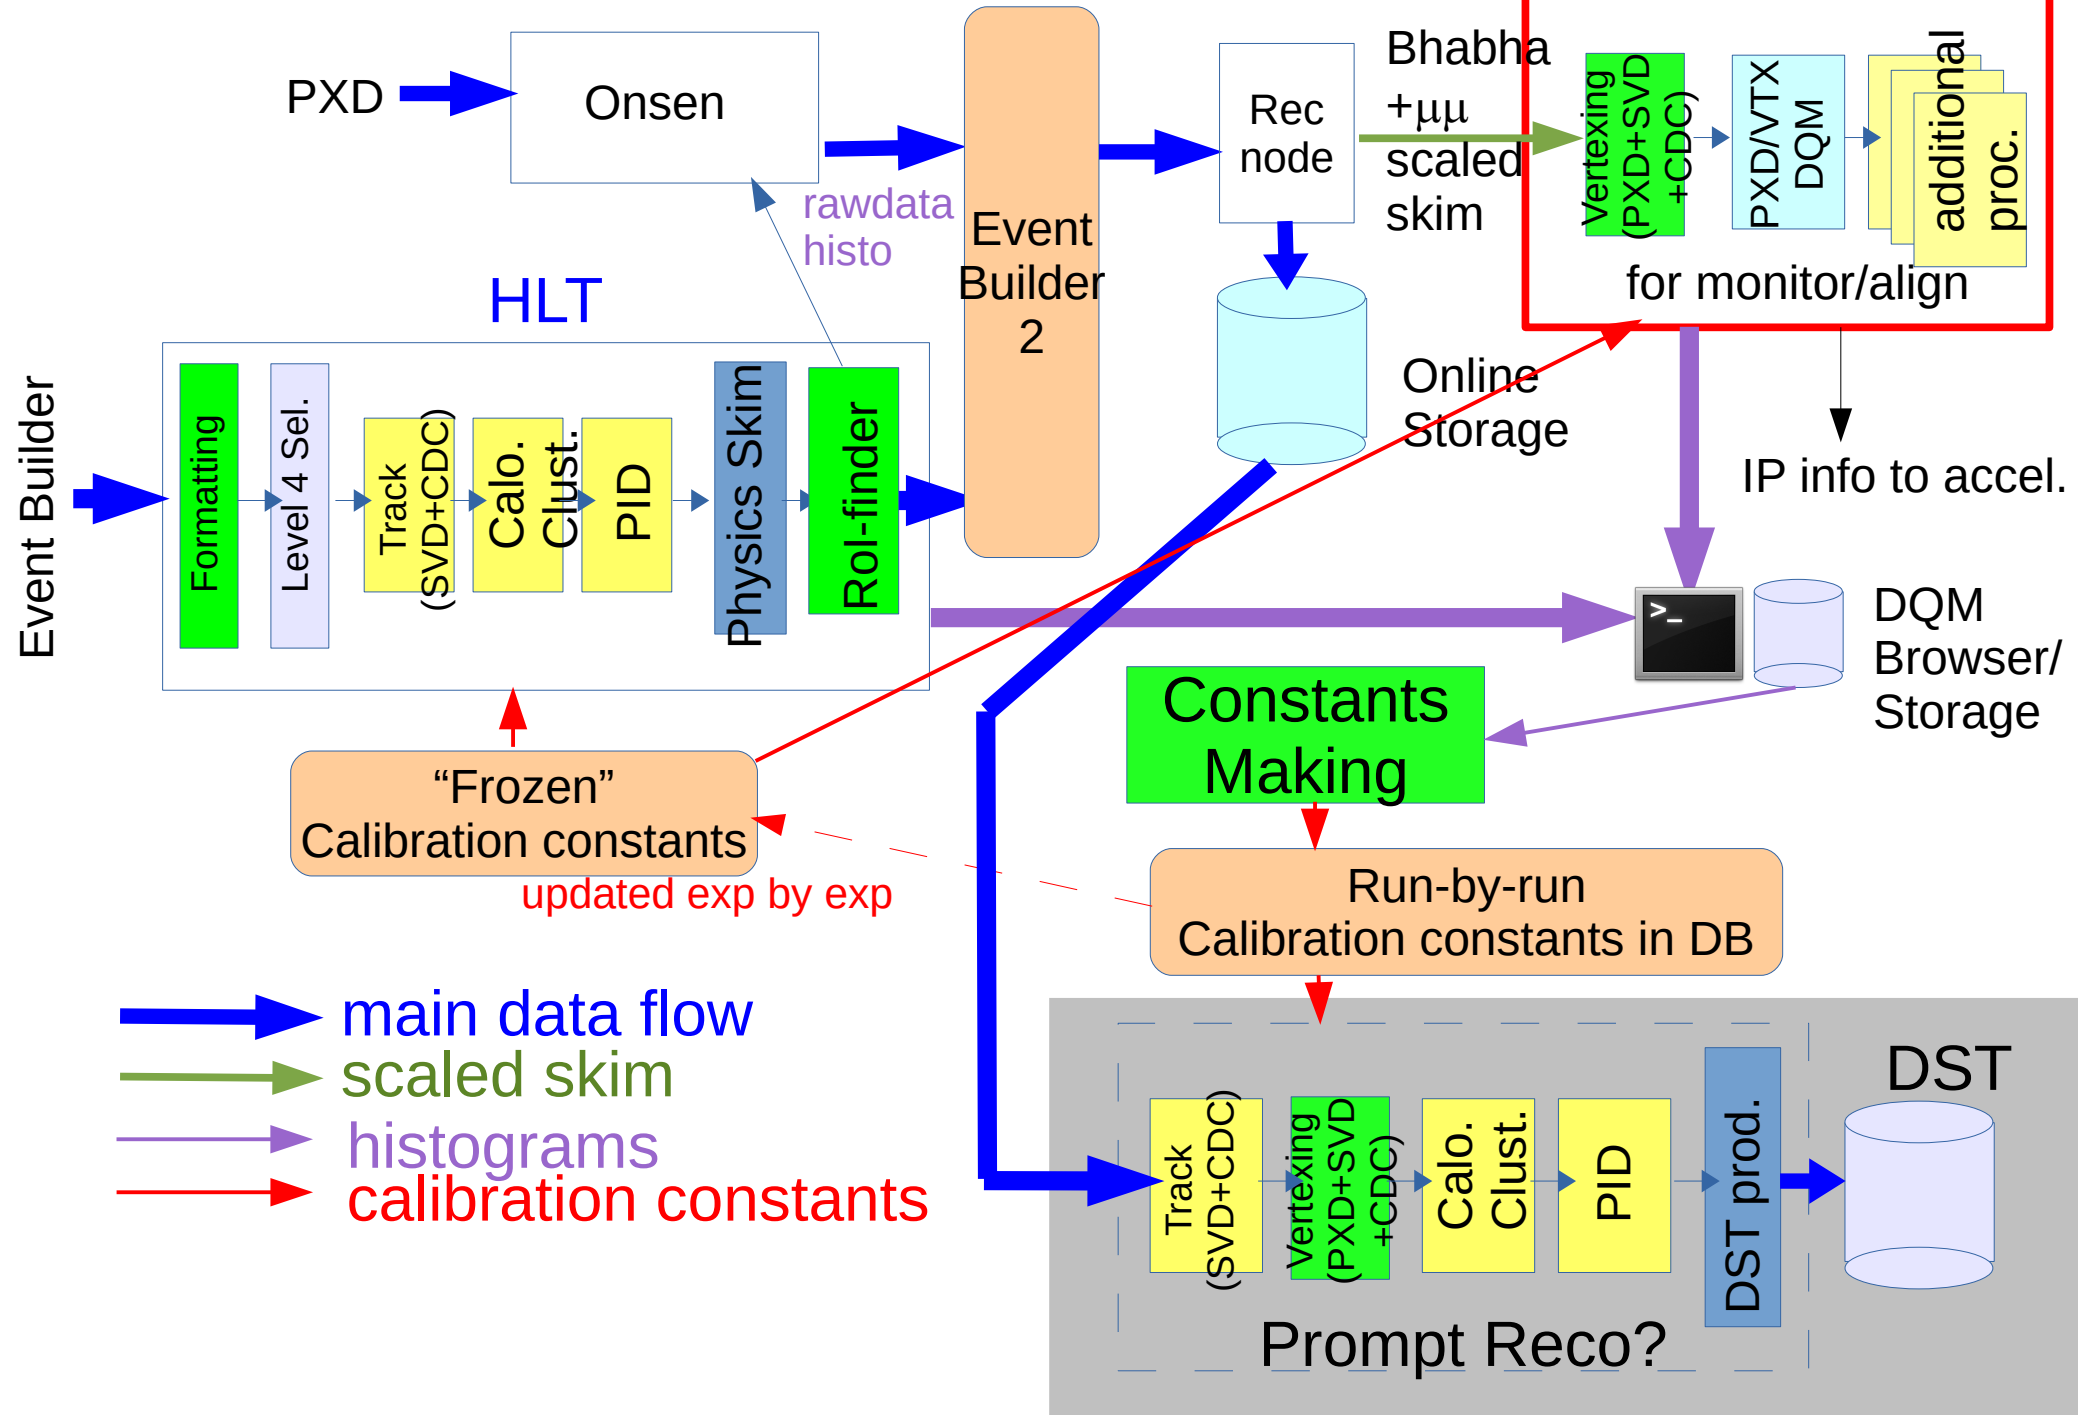 PXD
Onsen
rawdata
histo
Event
Builder
2
Rec
node
Bhabha
+μμ
scaled
skim
Vertexing
(PXD+SVD
+CDC)
PXD/VTX
DQM
additional
proc.
for monitor/align
HLT
Event Builder
Formatting
Level 4 Sel.
Track
(SVD+CDC)
Calo.
Clust.
PID
Physics Skim
RoI-finder
Online
Storage
IP info to accel.
>_
DQM
Browser/
Storage
Constants
Making
“Frozen”
Calibration constants
updated exp by exp
Run-by-run
Calibration constants in DB
main data flow
scaled skim
histograms
calibration constants
Track
(SVD+CDC)
Vertexing
(PXD+SVD
+CDC)
Calo.
Clust.
PID
DST prod.
DST
Prompt Reco?